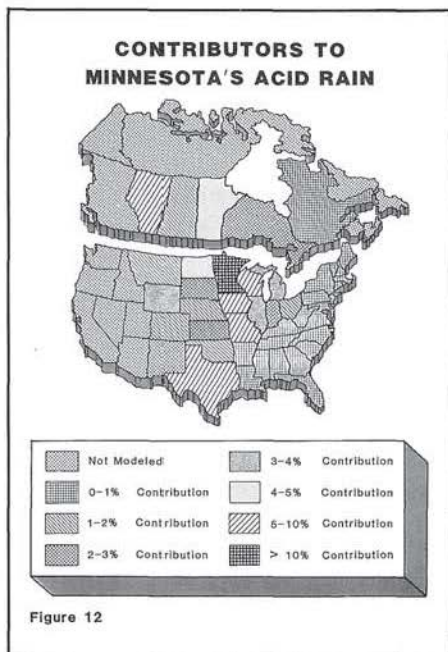 CONTRIBUTORS TO
MINNESOTA'S ACID RAIN
Not Modeled
0-1% Contribution
1-2% Contribution
2-3% Contribution
3-4% Contribution
4-5% Contribution
5-10% Contribution
> 10% Contribution
Figure 12